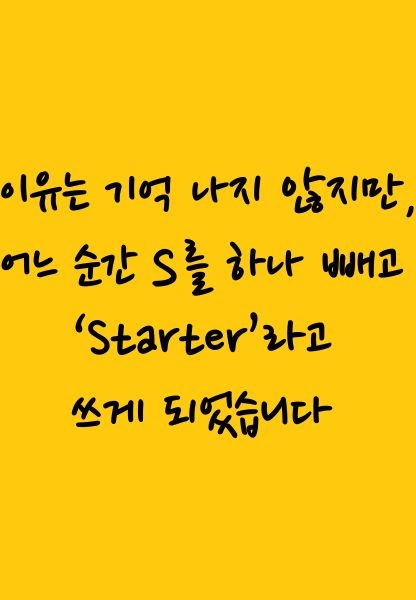 이유는 기억 나지 않지만,
어느 순간 S를 하나 빼고
‘Starter’라고
쓰게 되었습니다